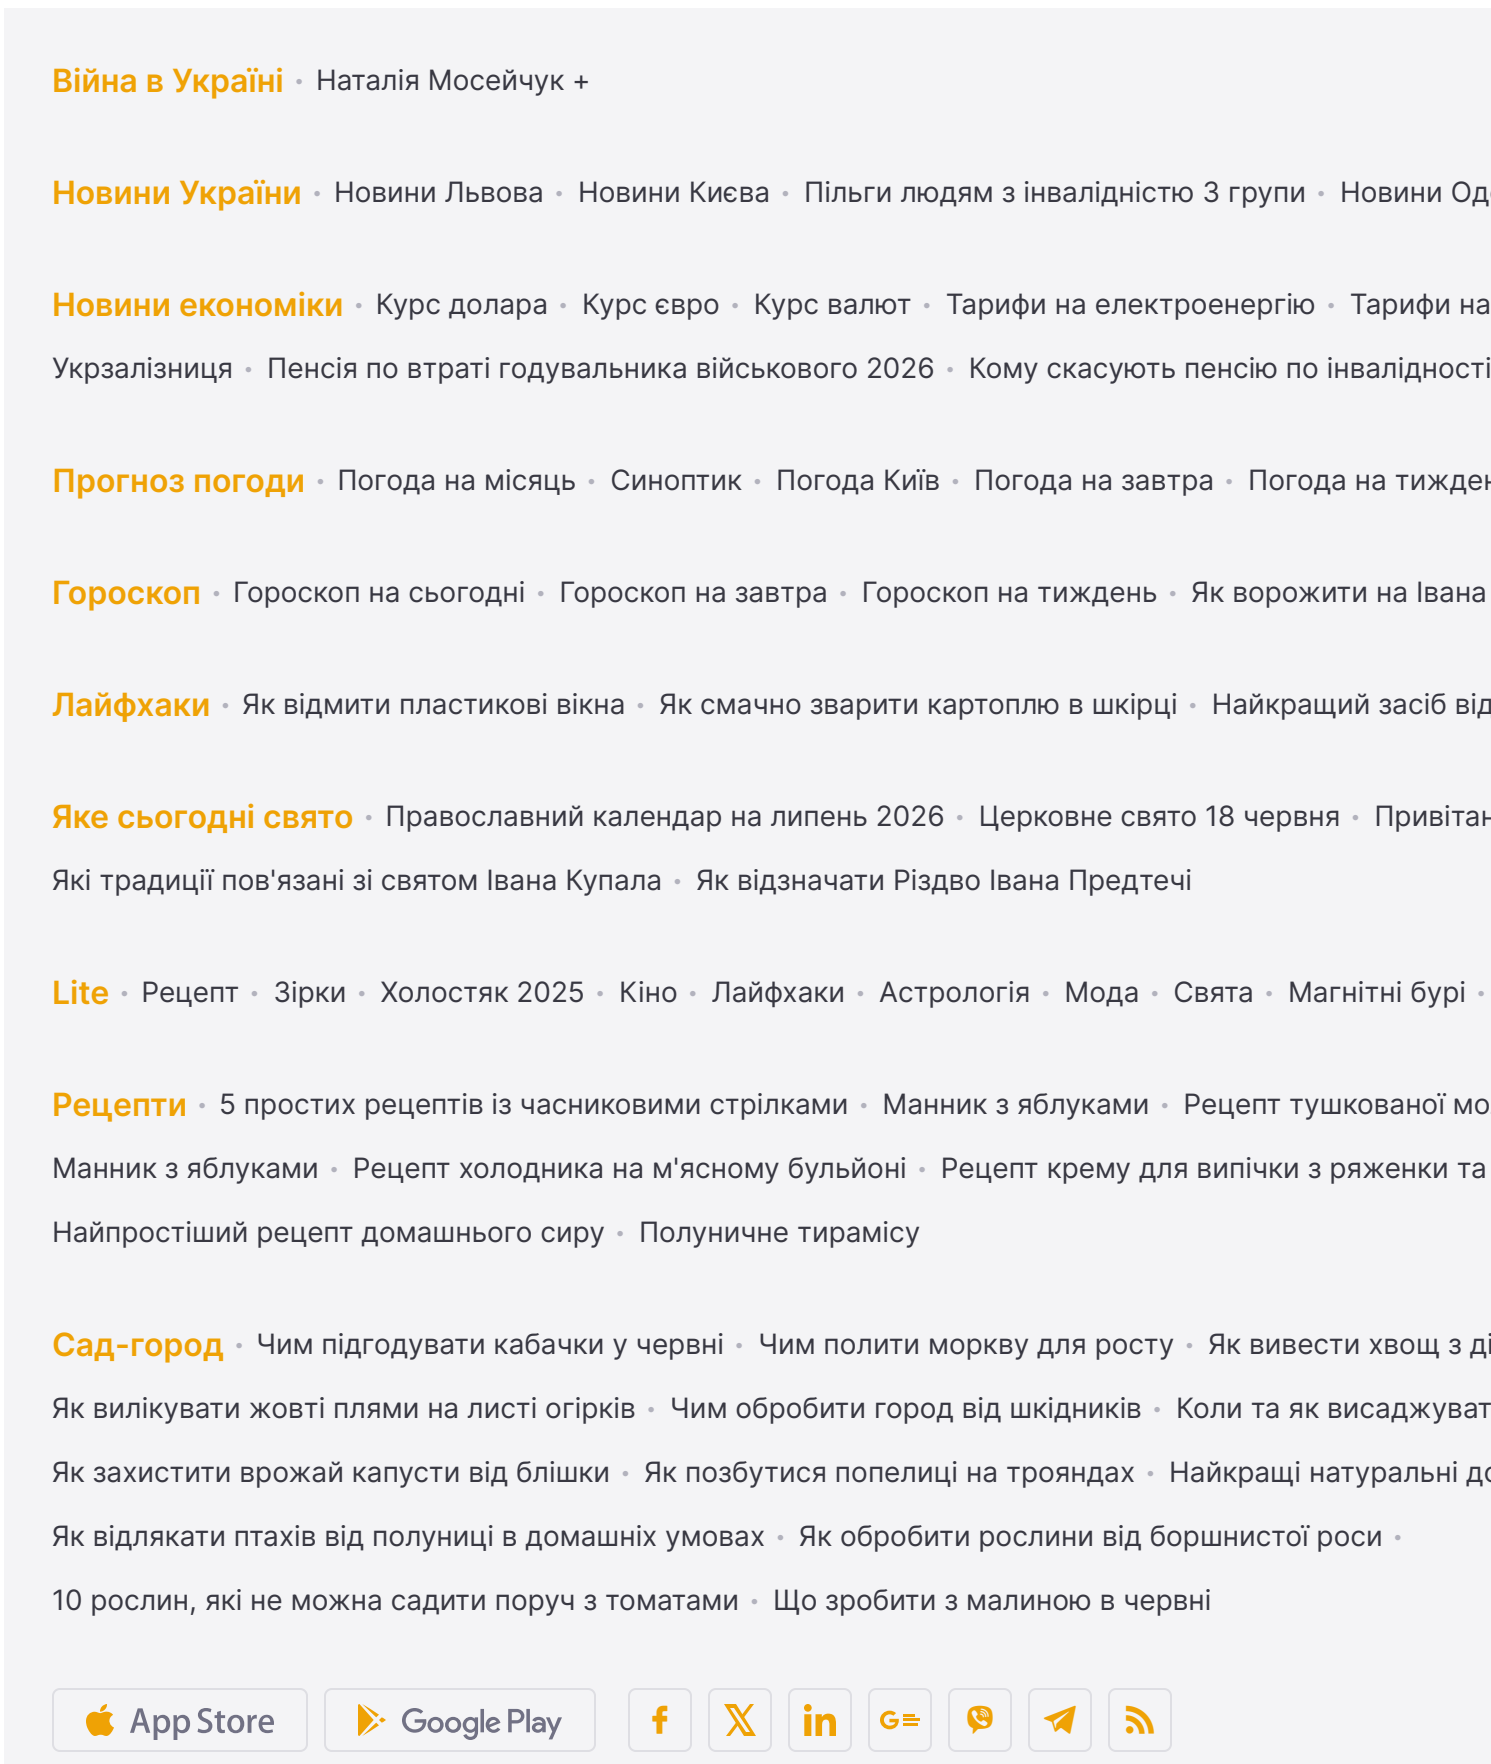 Війна в Україні • Наталія Мосейчук +
Новини України • Новини Львова • Новини Києва • Пільги людям з інвалідністю 3 групи • Новини
Новини економіки • Курс долара • Курс євро • Курс валют • Тарифи на електроенергію • Тарифи на
Укрзалізниця • Пенсія по втраті годувальника військового 2026 • Кому скасують пенсію по інвалідності
Прогноз погоди • Погода на місяць • Синоптик • Погода Київ • Погода на завтра • Погода на
Гороскоп • Гороскоп на сьогодні • Гороскоп на завтра • Гороскоп на тиждень • Як ворожити на Івана
Лайфхаки • Як відмити пластикові вікна • Як смачно зварити картоплю в шкірці • Найкращий засіб від
Яке сьогодні свято • Православний календар на липень 2026 • Церковне свято 18 червня •
Які традиції пов'язані зі святом Івана Купала • Як відзначати Різдво Івана Предтечі
Lite • Рецепт • Зірки • Холостяк 2025 • Кіно • Лайфхаки • Астрологія • Мода • Свята • Магнітні бурі •
Рецепти • 5 простих рецептів із часниковими стрілками • Манник з яблуками • Рецепт тушкованої
Манник з яблуками • Рецепт холодника на м'ясному бульйоні • Рецепт крему для випічки з ряженки та
Найпростіший рецепт домашнього сиру • Полуничне тирамісу
Сад-город • Чим підгодувати кабачки у червні • Чим полити моркву для росту • Як вивести хвощ з
Як вилікувати жовті плями на листі огірків • Чим обробити город від шкідників • Коли та як
Як захистити врожай капусти від блішки • Як позбутися попелиці на трояндах • Найкращі натуральні
Як відлякати птахів від полуниці в домашніх умовах • Як обробити рослини від боршнистої роси •
10 рослин, які не можна садити поруч з томатами • Що зробити з малиною в червні
App Store Google Play